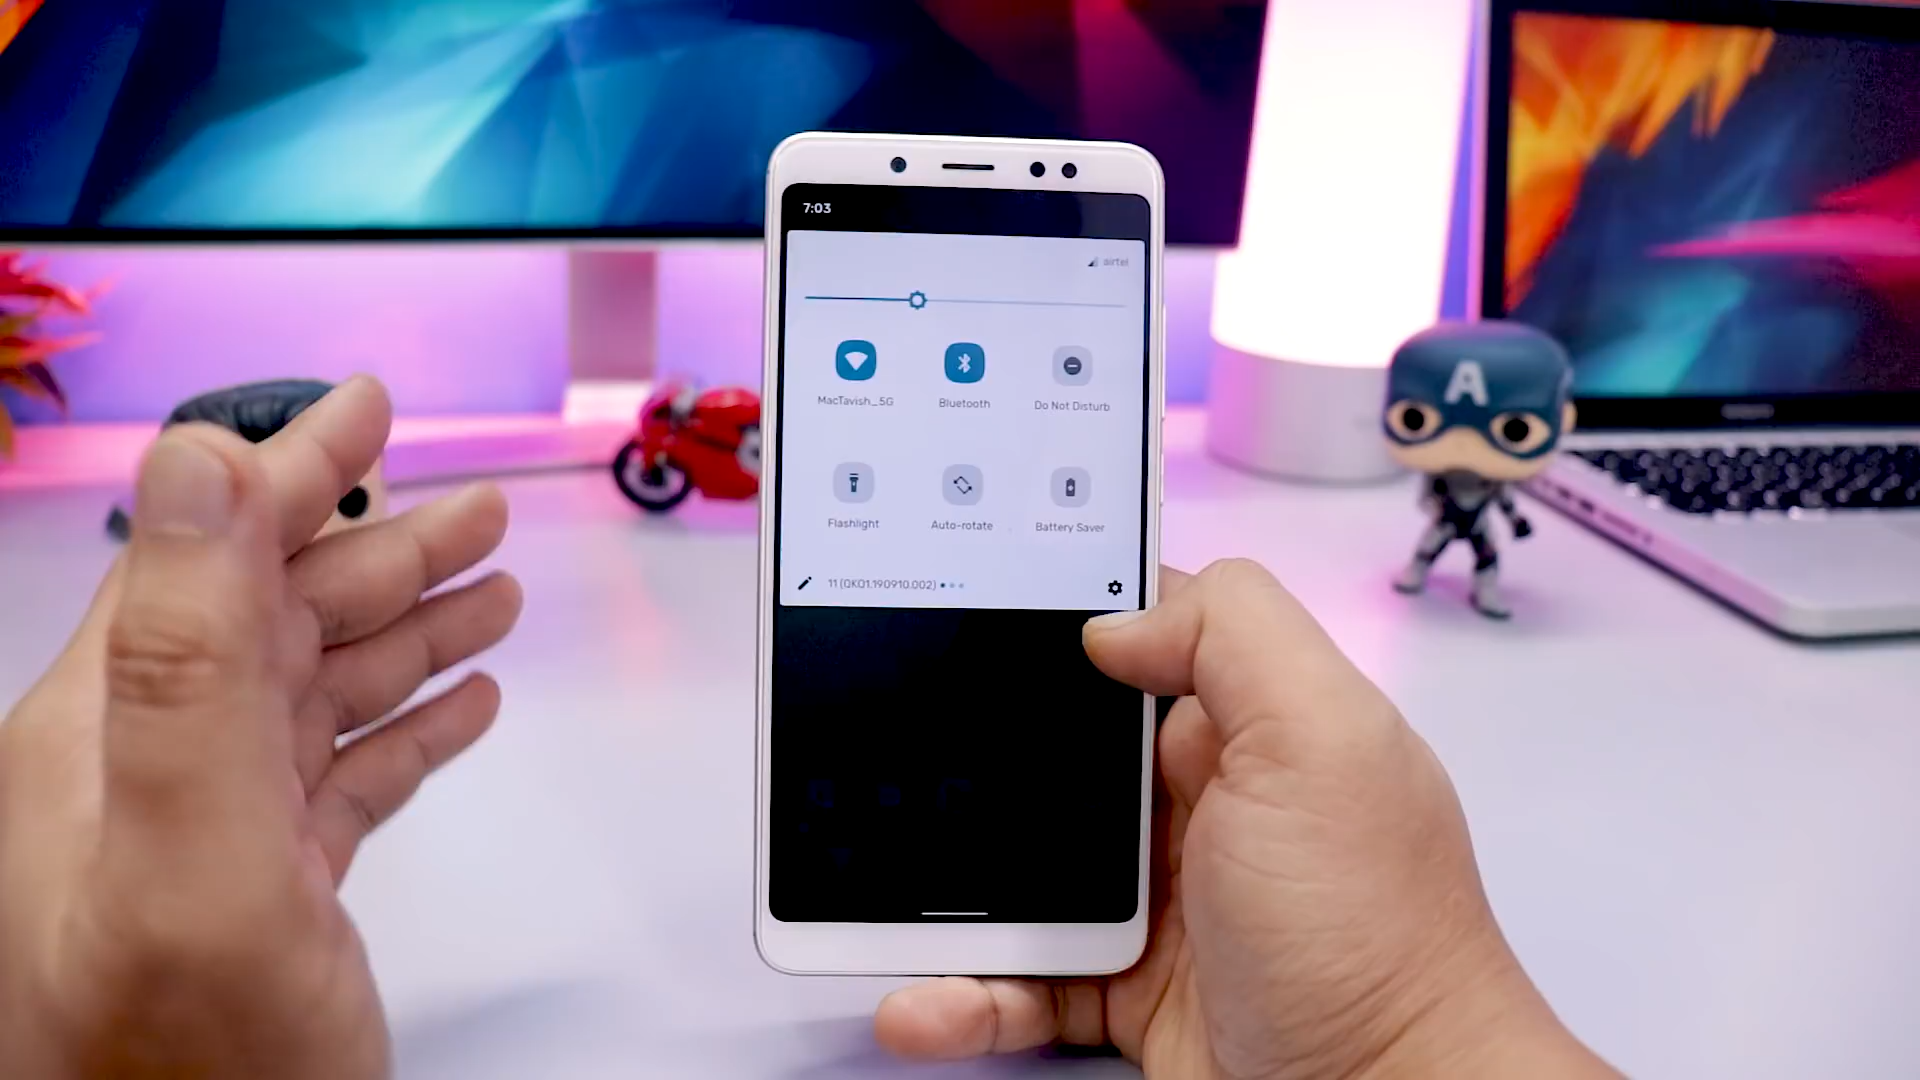 7:03
airtel
MacTavish_5G
Bluetooth
Do Not Disturb
Flashlight
Auto-rotate
Battery Saver
11 (QKQ1.190910.002)
A